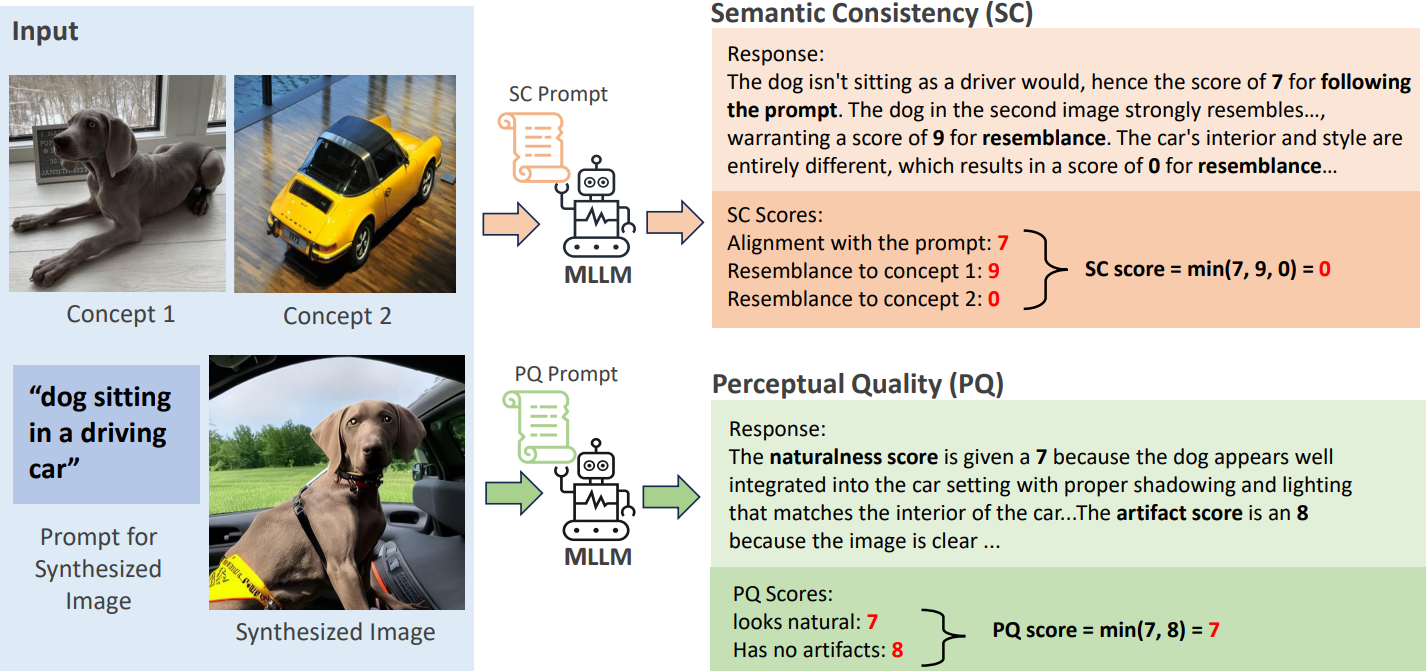 Input
Concept 1
Concept 2
“dog sitting
in a driving
car”
Prompt for
Synthesized
Image
Synthesized Image
SC Prompt
MLLM
PQ Prompt
MLLM
Semantic Consistency (SC)
Response:
The dog isn't sitting as a driver would, hence the score of 7 for following
the prompt. The dog in the second image strongly resembles…,
warranting a score of 9 for resemblance. The car's interior and style are
entirely different, which results in a score of 0 for resemblance…
SC Scores:
Alignment with the prompt: 7
Resemblance to concept 1: 9
Resemblance to concept 2: 0
SC score = min(7, 9, 0) = 0
Perceptual Quality (PQ)
Response:
The naturalness score is given a 7 because the dog appears well
integrated into the car setting with proper shadowing and lighting
that matches the interior of the car...The artifact score is an 8
because the image is clear ...
PQ Scores:
looks natural: 7
Has no artifacts: 8
PQ score = min(7, 8) = 7